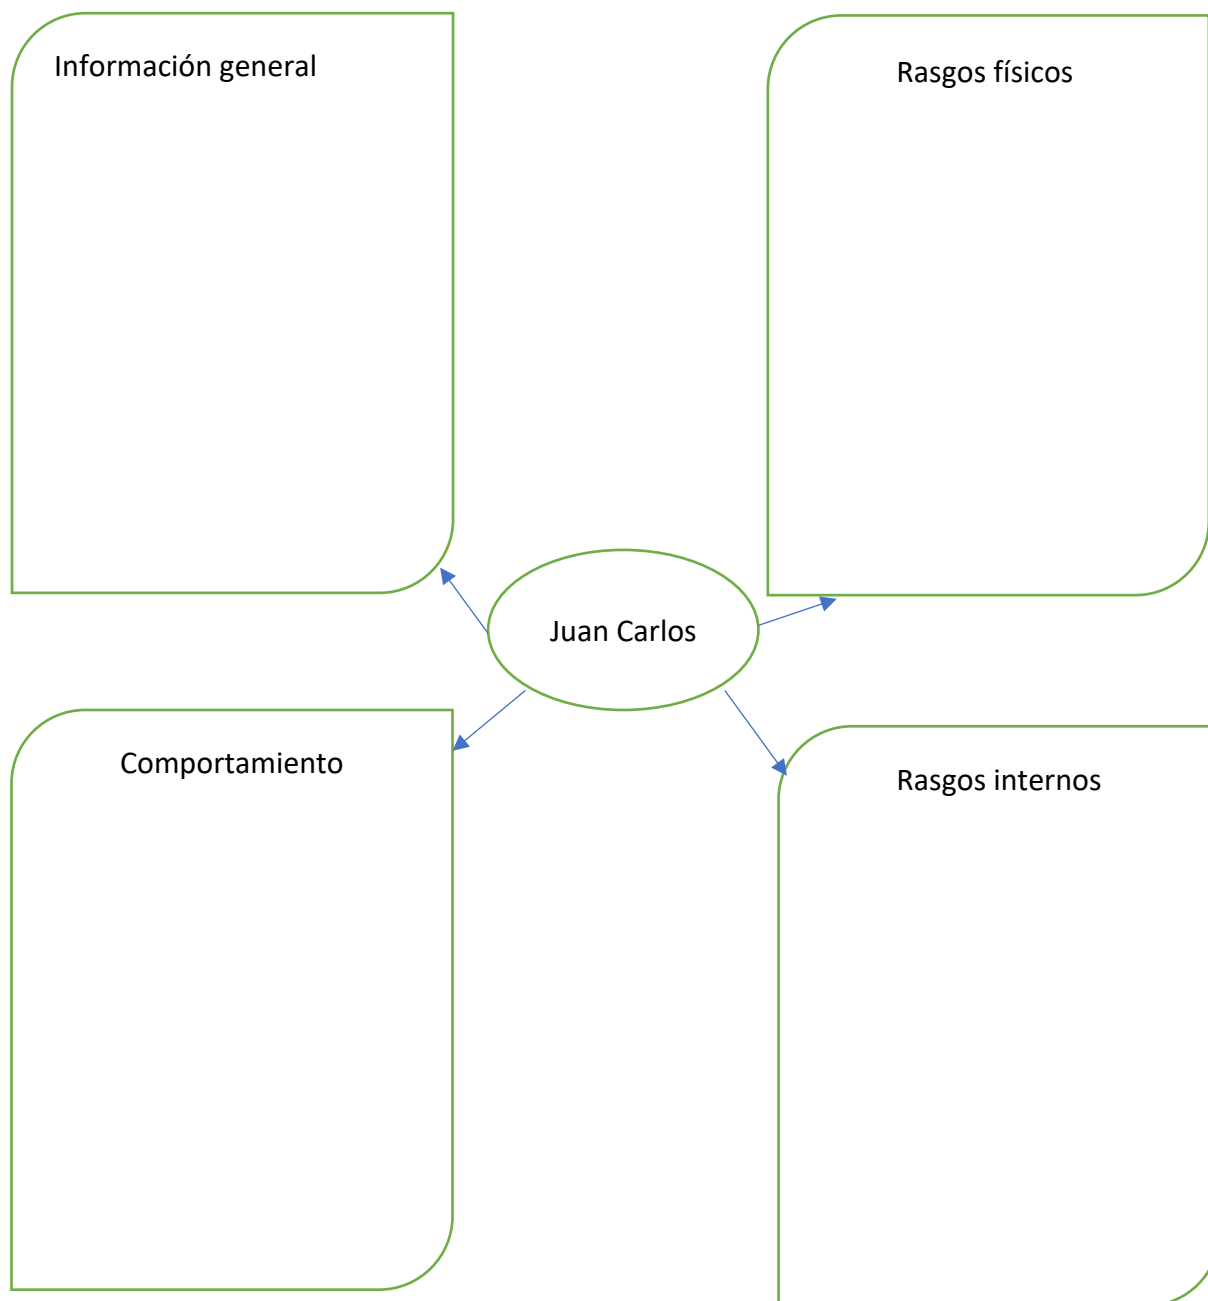 Información general
Rasgos físicos
Juan Carlos
Comportamiento
Rasgos internos